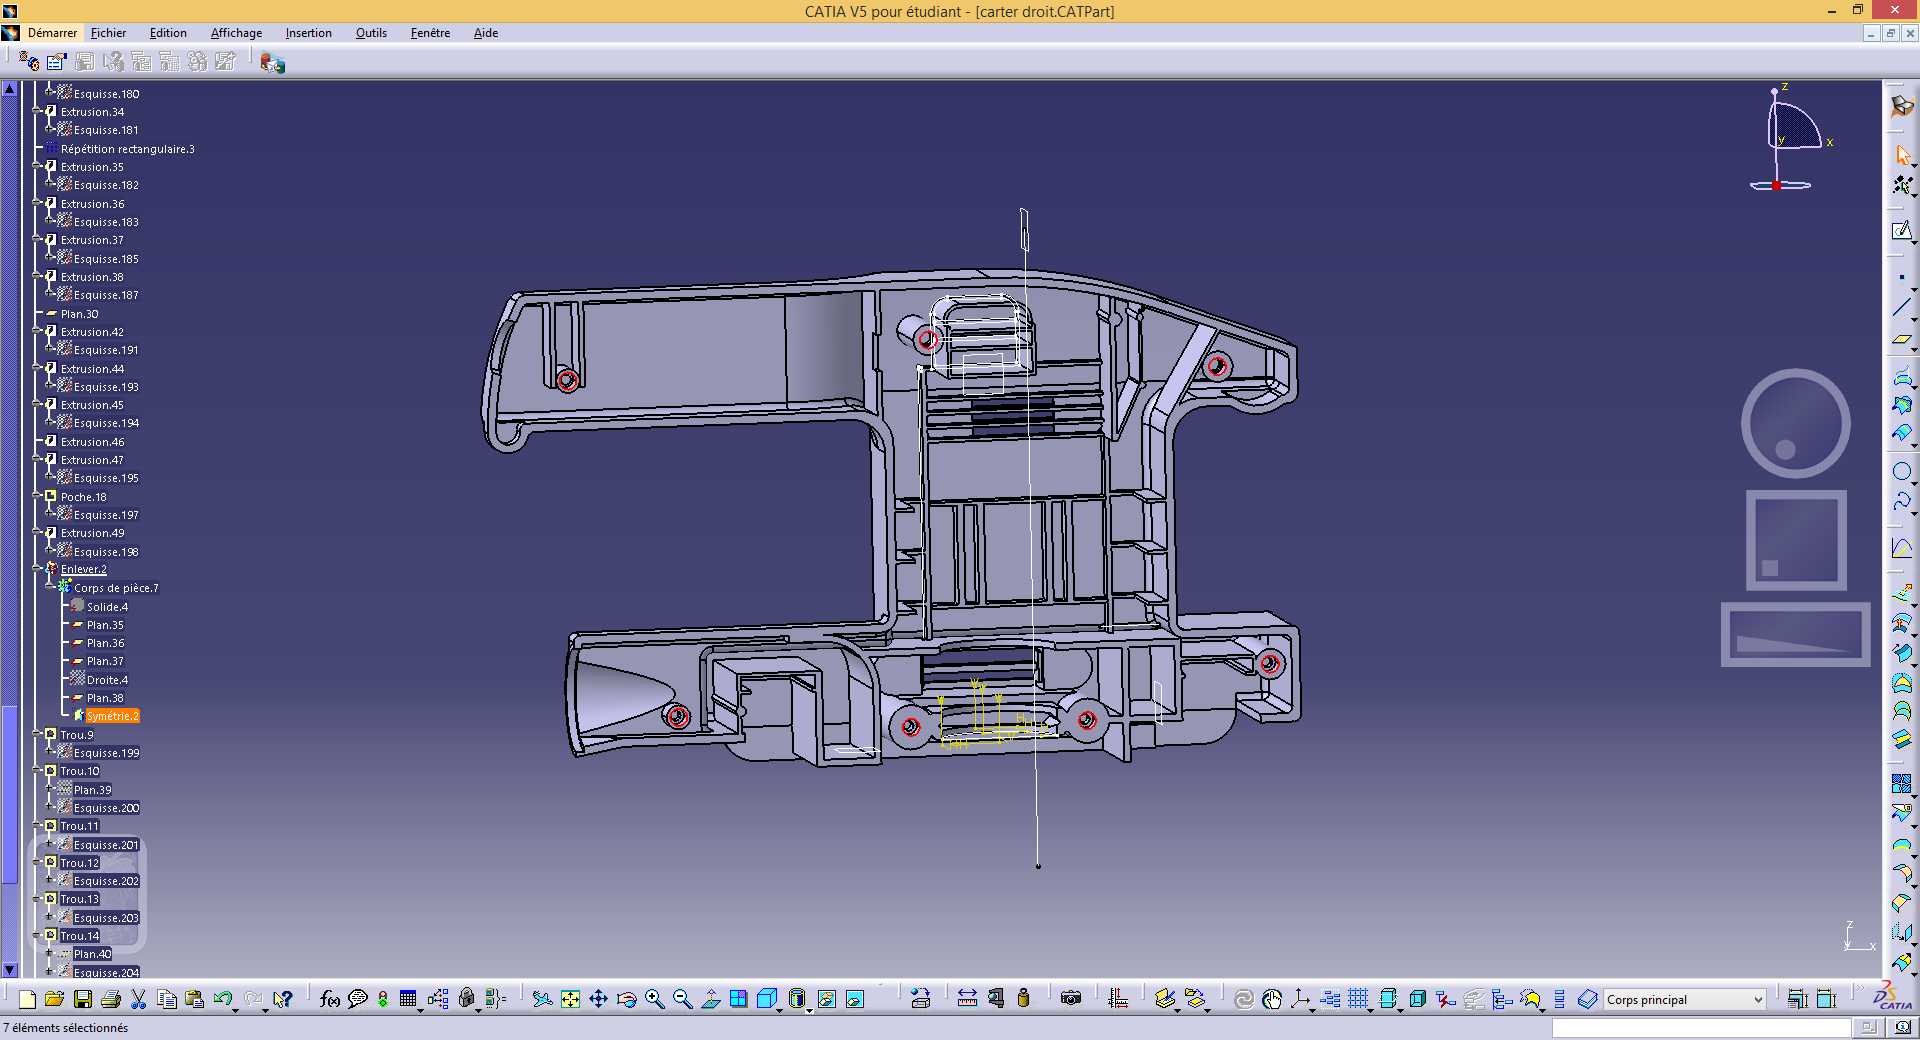 CATIA V5 pour étudiant - [carter droit.CATPart]
Démarrer Fichier Edition Affichage Insertion Outils Fenêtre Aide
Esquisse.180
Extrusion.34
Esquisse.181
Répétition rectangulaire.3
Extrusion.35
Esquisse.182
Extrusion.36
Esquisse.183
Extrusion.37
Esquisse.185
Extrusion.38
Esquisse.187
Plan.30
Extrusion.42
Esquisse.191
Extrusion.44
Esquisse.193
Extrusion.45
Esquisse.194
Extrusion.46
Extrusion.47
Esquisse.195
Poche.18
Esquisse.197
Extrusion.49
Esquisse.198
Enlever.2
Corps de pièce.7
Solide.4
Plan.35
Plan.36
Plan.37
Droite.4
Plan.38
Symétrie.2
Trou.9
Esquisse.199
Trou.10
Plan.39
Esquisse.200
Trou.11
Esquisse.201
Trou.12
Esquisse.202
Trou.13
Esquisse.203
Trou.14
Plan.40
Esquisse.204
z
y
x
z
x
f(x)
Corps principal
CATIA
7 éléments sélectionnés